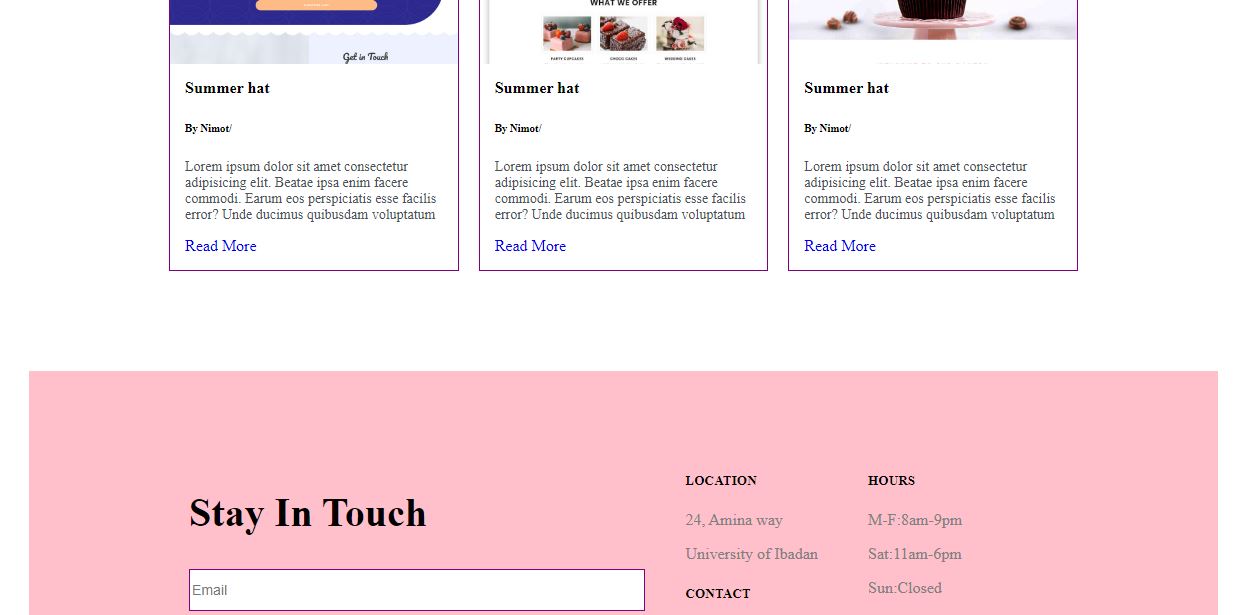 WHAT WE OFFER
Get in Touch
PARTY CUPCAKES
CHOCO CAKES
WEDDING CAKES
Summer hat
By Nimot/
Lorem ipsum dolor sit amet consectetur
adipisicing elit. Beatae ipsa enim facere
commodi. Earum eos perspiciatis esse facilis
error? Unde ducimus quibusdam voluptatum
Read More
Summer hat
By Nimot/
Lorem ipsum dolor sit amet consectetur
adipisicing elit. Beatae ipsa enim facere
commodi. Earum eos perspiciatis esse facilis
error? Unde ducimus quibusdam voluptatum
Read More
Summer hat
By Nimot/
Lorem ipsum dolor sit amet consectetur
adipisicing elit. Beatae ipsa enim facere
commodi. Earum eos perspiciatis esse facilis
error? Unde ducimus quibusdam voluptatum
Read More
Stay In Touch
Email
LOCATION
24, Amina way
University of Ibadan
CONTACT
HOURS
M-F:8am-9pm
Sat:11am-6pm
Sun:Closed